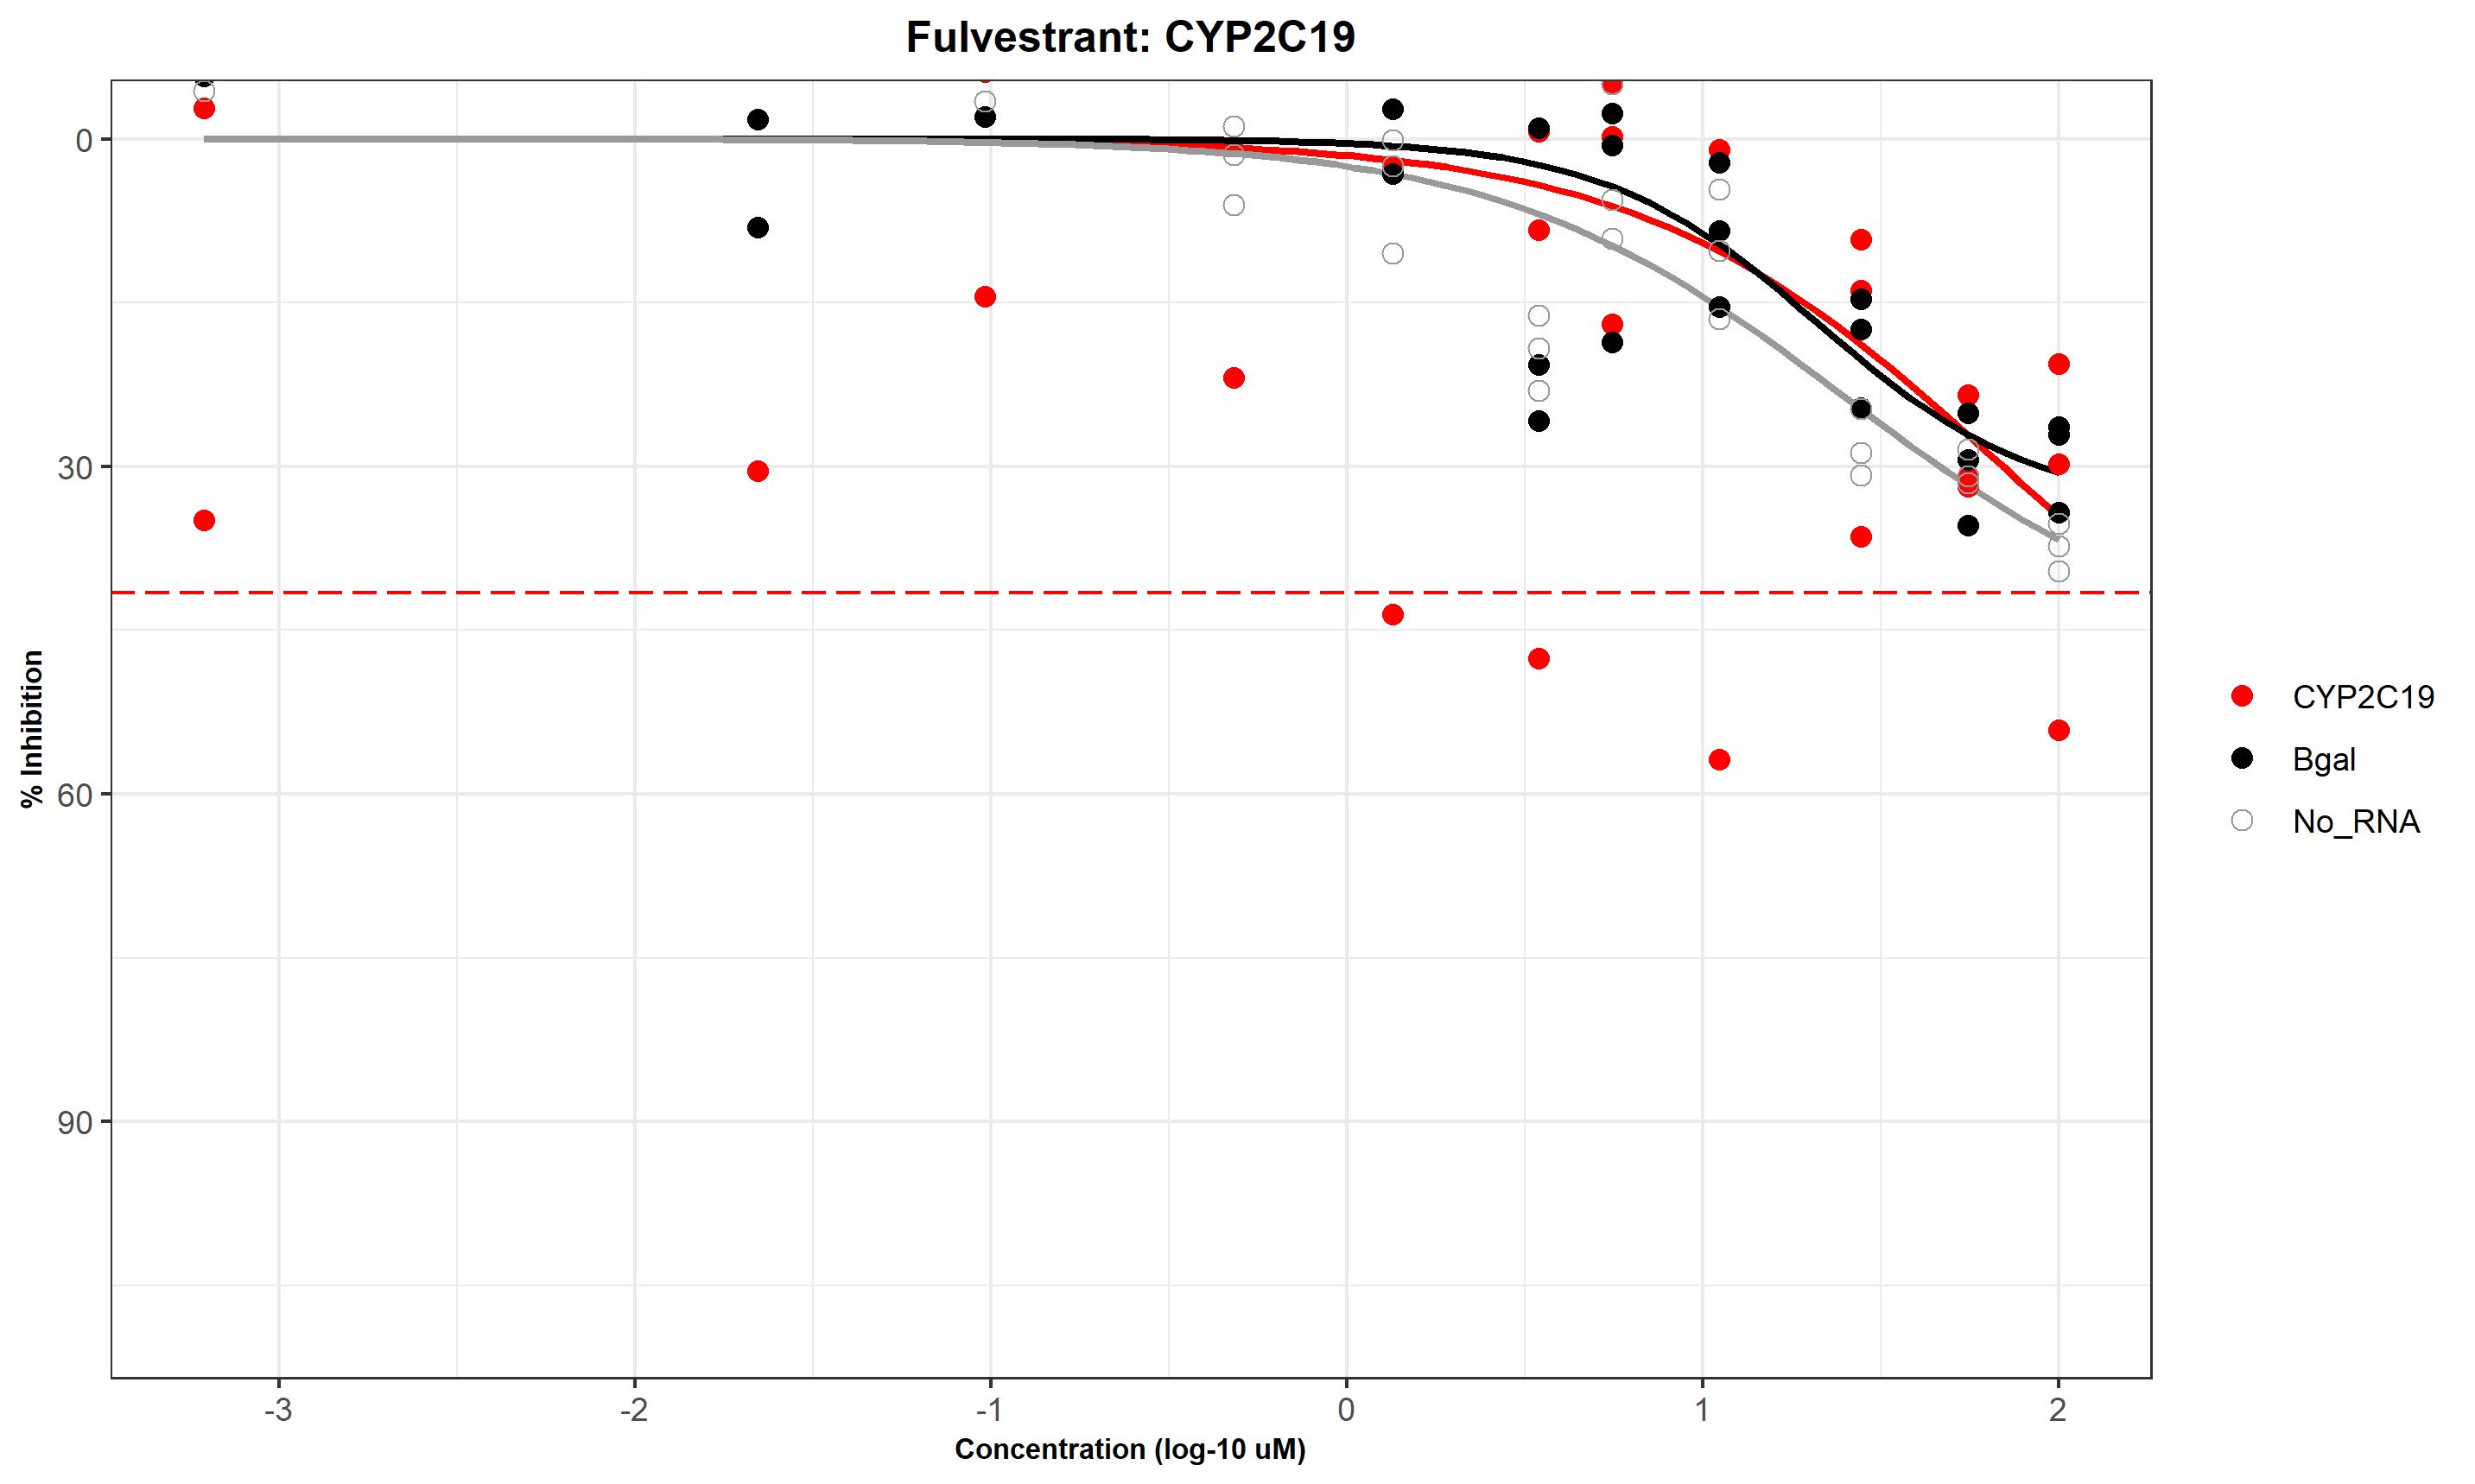 Fulvestrant: CYP2C19
0
30
60
90
% Inhibition
-3
-2
-1
0
1
2
Concentration (log-10 uM)
CYP2C19
Bgal
No_RNA